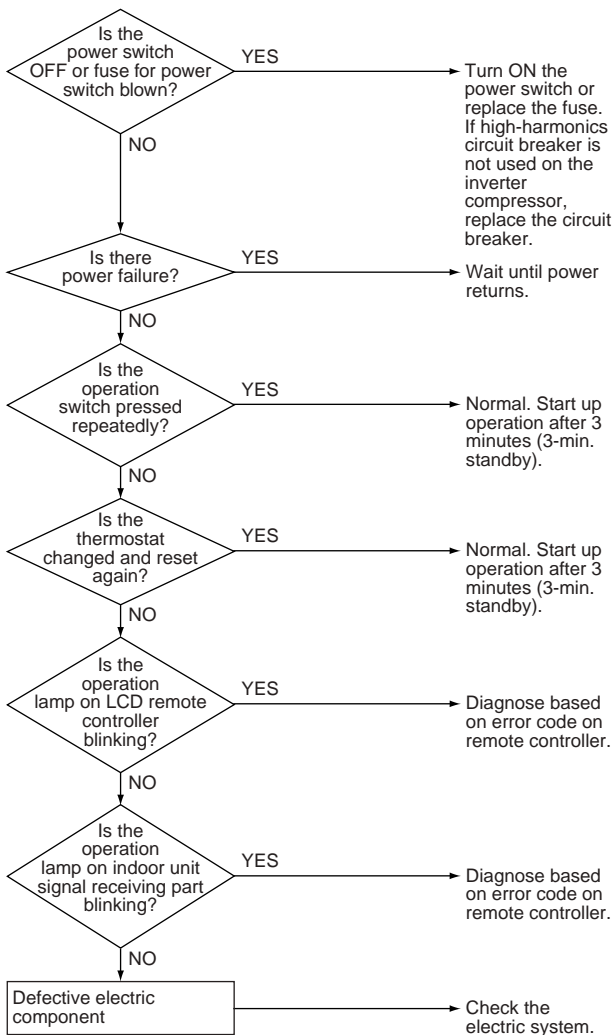 Is the
power switch
OFF or fuse for power
switch blown?
YES
Turn ON the
power switch or
replace the fuse.
If high-harmonics
circuit breaker is
not used on the
inverter
compressor,
replace the circuit
breaker.
NO
Is there
power failure?
YES
Wait until power
returns.
NO
Is the
operation
switch pressed
repeatedly?
YES
Normal. Start up
operation after 3
minutes (3-min.
standby).
NO
Is the
thermostat
changed and reset
again?
YES
Normal. Start up
operation after 3
minutes (3-min.
standby).
NO
Is the
operation
lamp on LCD remote
controller
blinking?
YES
Diagnose based
on error code on
remote controller.
NO
Is the
operation
lamp on indoor unit
signal receiving part
blinking?
YES
Diagnose based
on error code on
remote controller.
NO
Defective electric
component
Check the
electric system.